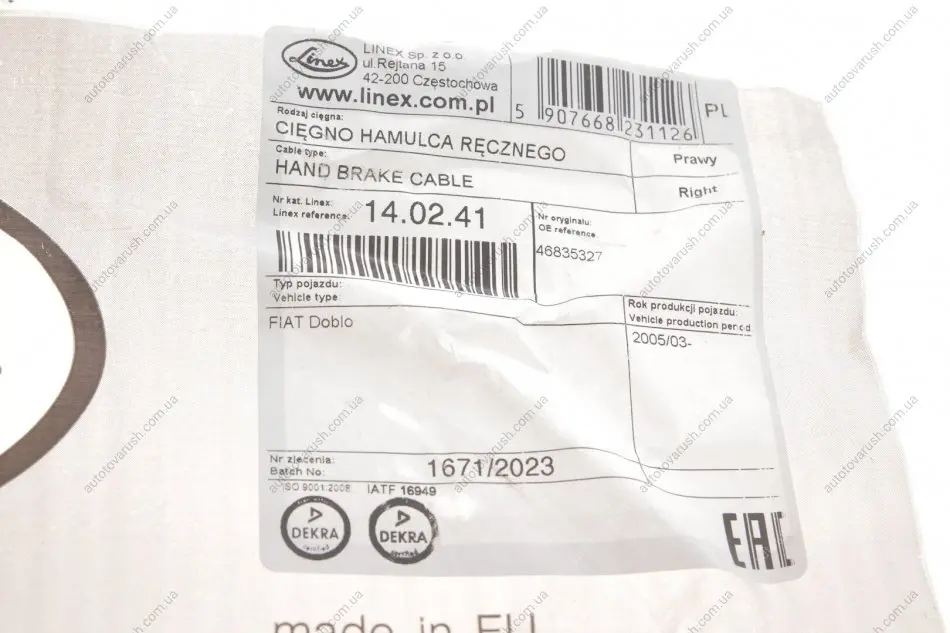 Linex
LINEX sp. z o.o.
ul.Rejtana 15
42-200 Częstochowa
www.linex.com.pl
5 907668 231126
PL
Rodzaj cięgna:
CIĘGNO HAMULCA RĘCZNEGO
Prawy
Cable type:
HAND BRAKE CABLE
Right
Nr kat. Linex:
Linex reference:
14.02.41
Nr oryginału:
OE reference
46835327
Typ pojazdu:
Vehicle type:
FIAT Doblo
Rok produkcji pojazdu:
Vehicle production period
2005/03-
Nr zlecenia:
Batch No:
1671/2023
ISO 9001:2008
IATF 16949
DEKRA
certified
DEKRA
certified
EAC
made in EU
autotovarush.com.ua